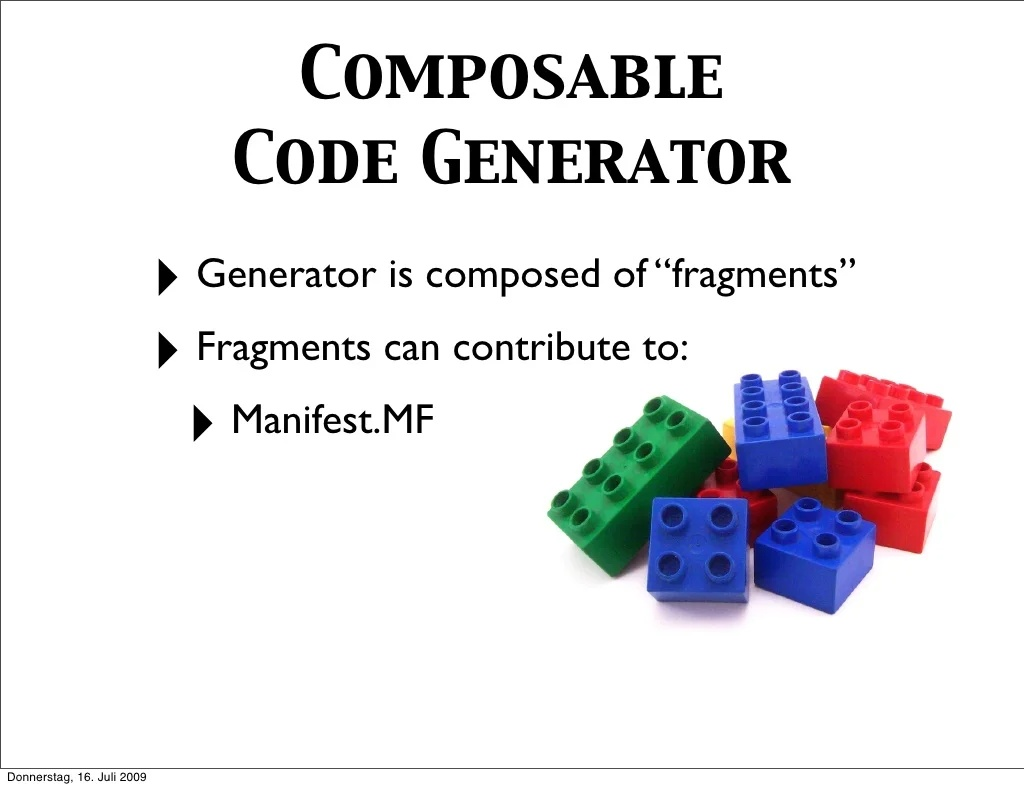 Composable
Code Generator
Generator is composed of “fragments”
Fragments can contribute to:
Manifest.MF
Donnerstag, 16. Juli 2009